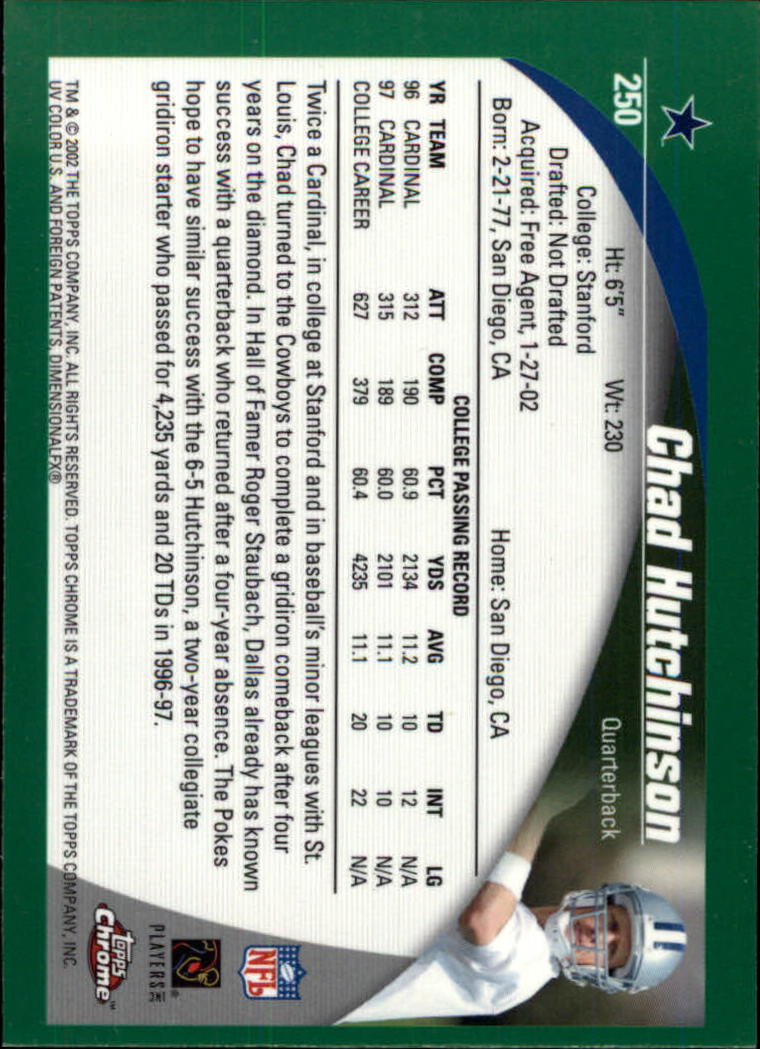 250
Chad Hutchinson
Quarterback
Ht: 6'5" Wt: 230
College: Stanford
Drafted: Not Drafted
Acquired: Free Agent, 1-27-02
Born: 2-21-77, San Diego, CA Home: San Diego, CA
COLLEGE PASSING RECORD
YR TEAM ATT COMP PCT YDS AVG TD INT LG
96 CARDINAL 312 190 60.9 2134 11.2 10 12 N/A
97 CARDINAL 315 189 60.0 2101 11.1 10 10 N/A
COLLEGE CAREER 627 379 60.4 4235 11.1 20 22 N/A
Twice a Cardinal, in college at Stanford and in baseball's minor leagues with St.
Louis, Chad turned to the Cowboys to complete a gridiron comeback after four
years on the diamond. In Hall of Famer Roger Staubach, Dallas already has known
success with a quarterback who returned after a four-year absence. The Pokes
hope to have similar success with the 6-5 Hutchinson, a two-year collegiate
gridiron starter who passed for 4,235 yards and 20 TDs in 1996-97.
NFL
PLAYERS INC
topps
Chrome™
TM & © 2002 THE TOPPS COMPANY, INC. ALL RIGHTS RESERVED. TOPPS CHROME IS A TRADEMARK OF THE TOPPS COMPANY, INC.
UV COLOR U.S. AND FOREIGN PATENTS, DIMENSIONALFX®